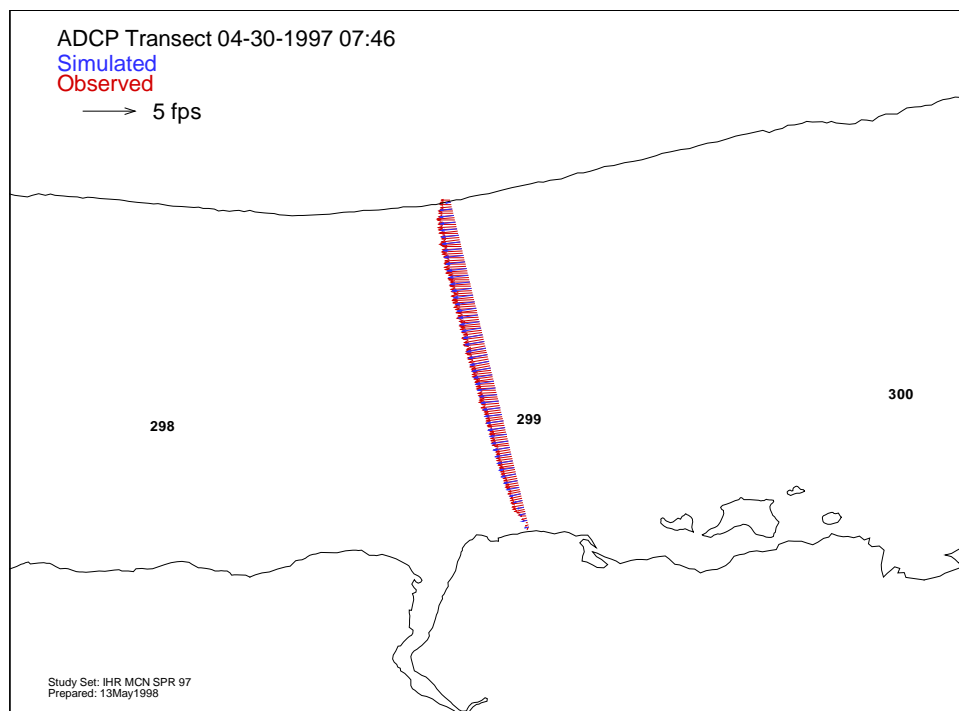 ADCP Transect 04-30-1997 07:46
Simulated
Observed
5 fps
300
299
298
Study Set: IHR MCN SPR 97
Prepared: 13May1998